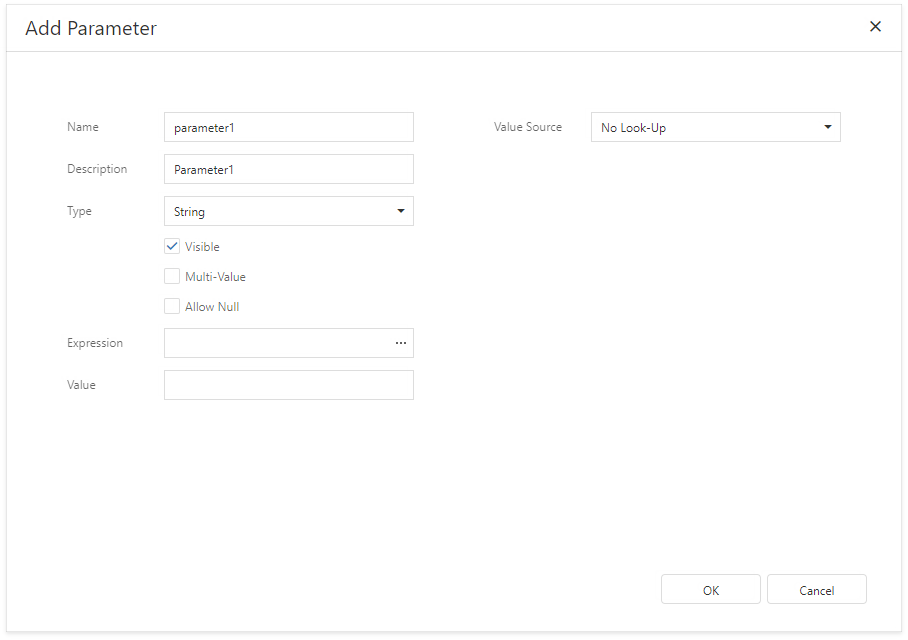 Add Parameter
Name
parameter1
Value Source
No Look-Up
Description
Parameter1
Type
String
Visible
Multi-Value
Allow Null
Expression
...
Value
OK
Cancel